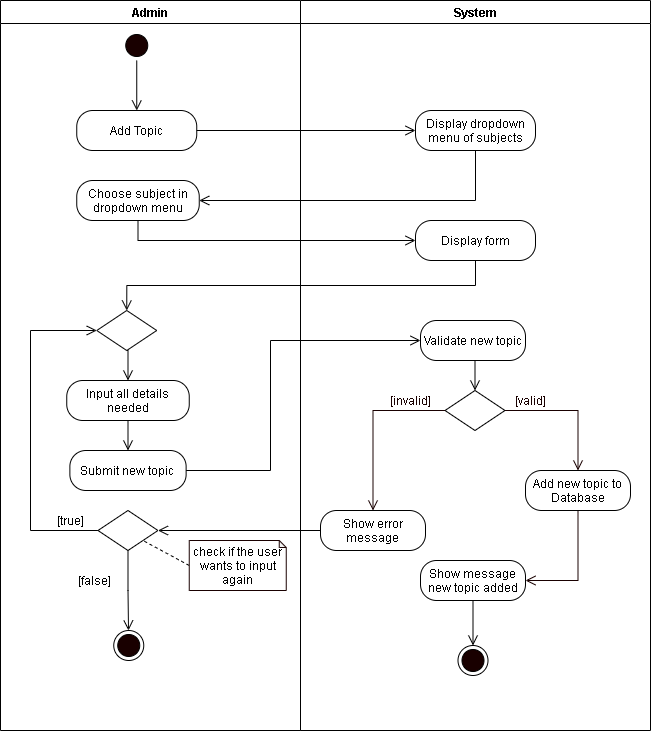 Admin
System
Add Topic
Display dropdown
menu of subjects
Choose subject in
dropdown menu
Display form
Validate new topic
Input all details
needed
[invalid]
[valid]
Submit new topic
Add new topic to
Database
[true]
Show error
message
check if the user
wants to input
again
[false]
Show message
new topic added